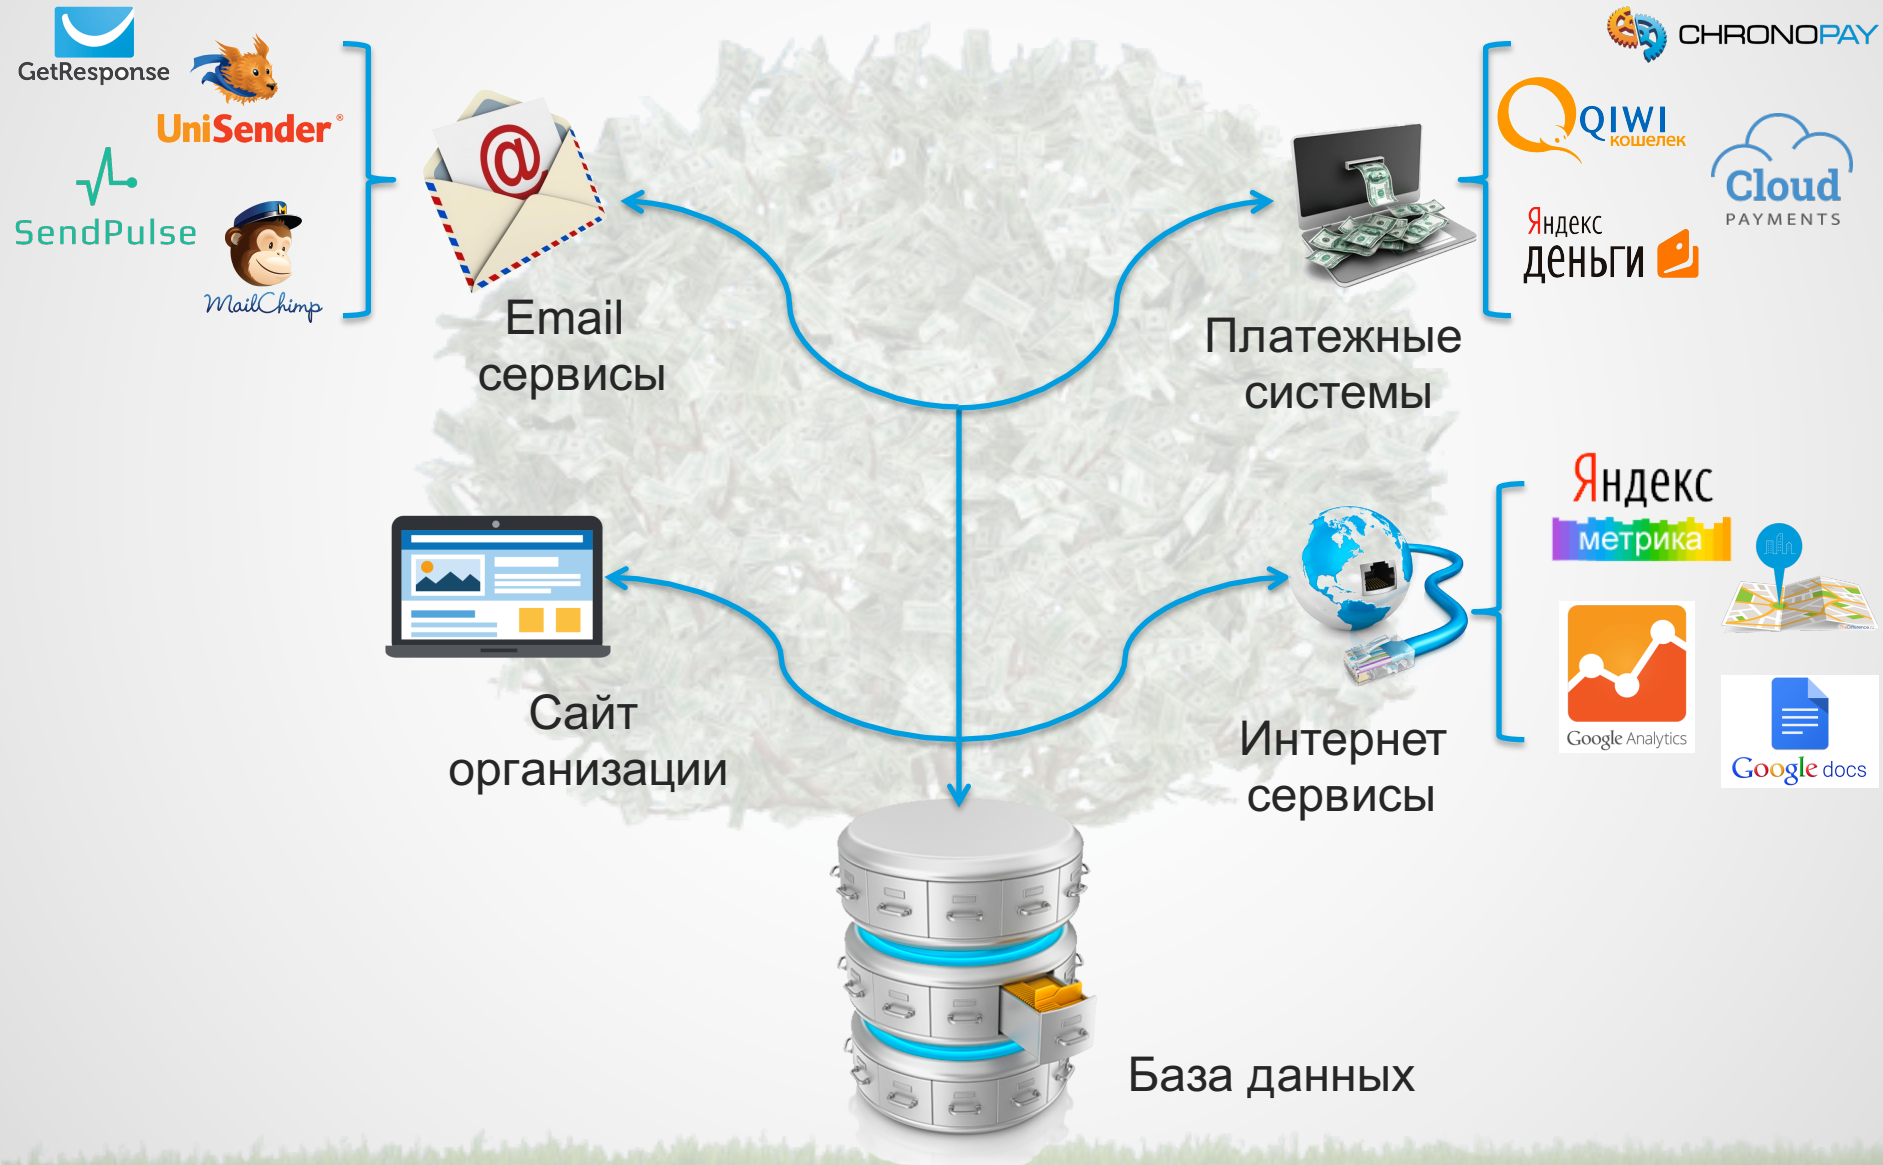 GetResponse
UniSender®
SendPulse
MailChimp
Email
сервисы
CHRONOPAY
QIWI
кошелек
Cloud
PAYMENTS
Яндекс
деньги
Платежные
системы
Сайт
организации
Яндекс
метрика
Google Analytics
Google docs
Интернет
сервисы
База данных